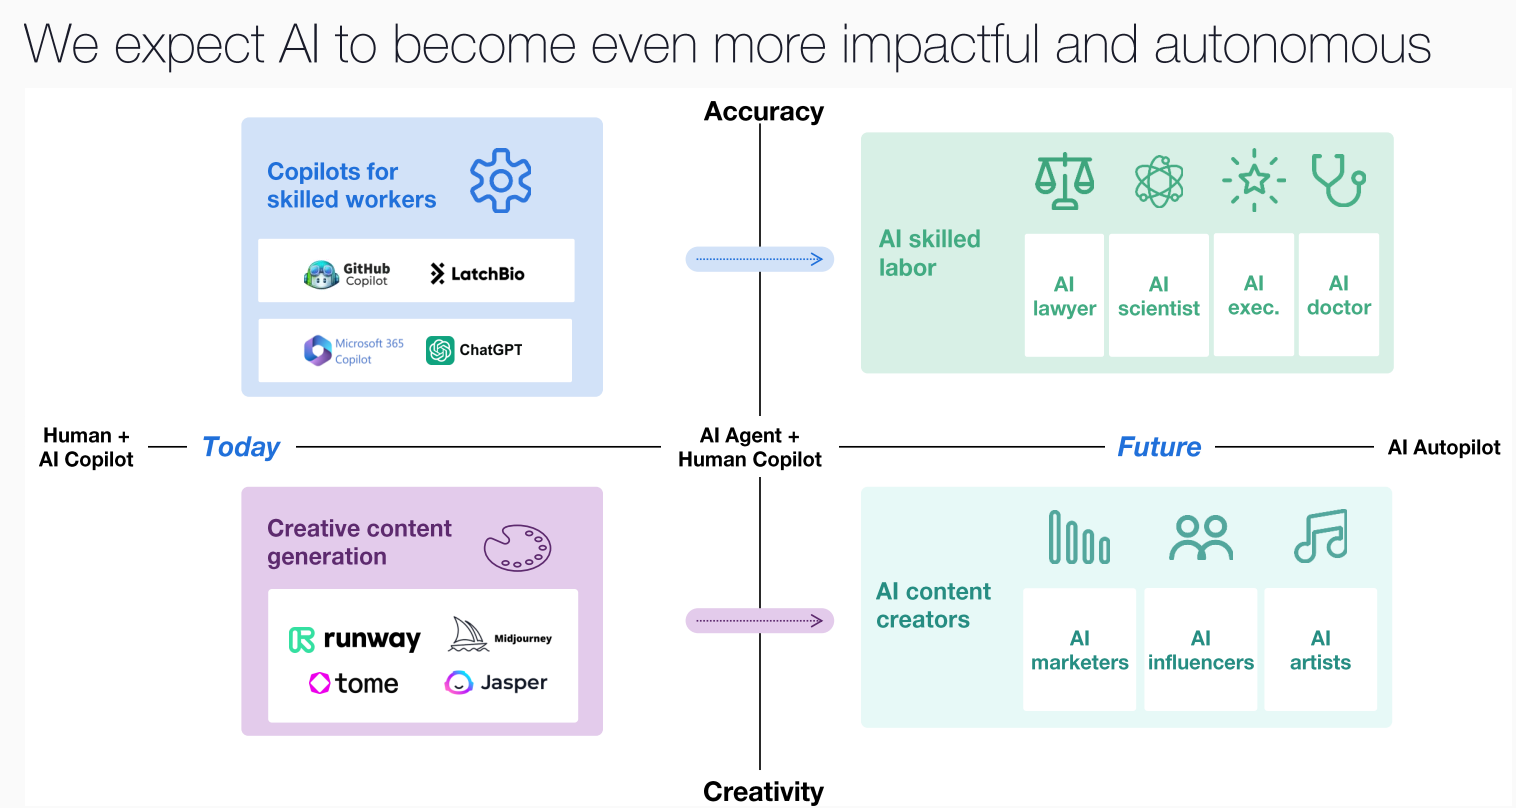 We expect AI to become even more impactful and autonomous
Accuracy
Copilots for
skilled workers
GitHub
Copilot
LatchBio
Microsoft 365
Copilot
ChatGPT
AI skilled
labor
AI
lawyer
AI
scientist
AI
exec.
AI
doctor
Human +
AI Copilot
Today
AI Agent +
Human Copilot
Future
AI Autopilot
Creative content
generation
runway
Midjourney
tome
Jasper
AI content
creators
AI
marketers
AI
influencers
AI
artists
Creativity